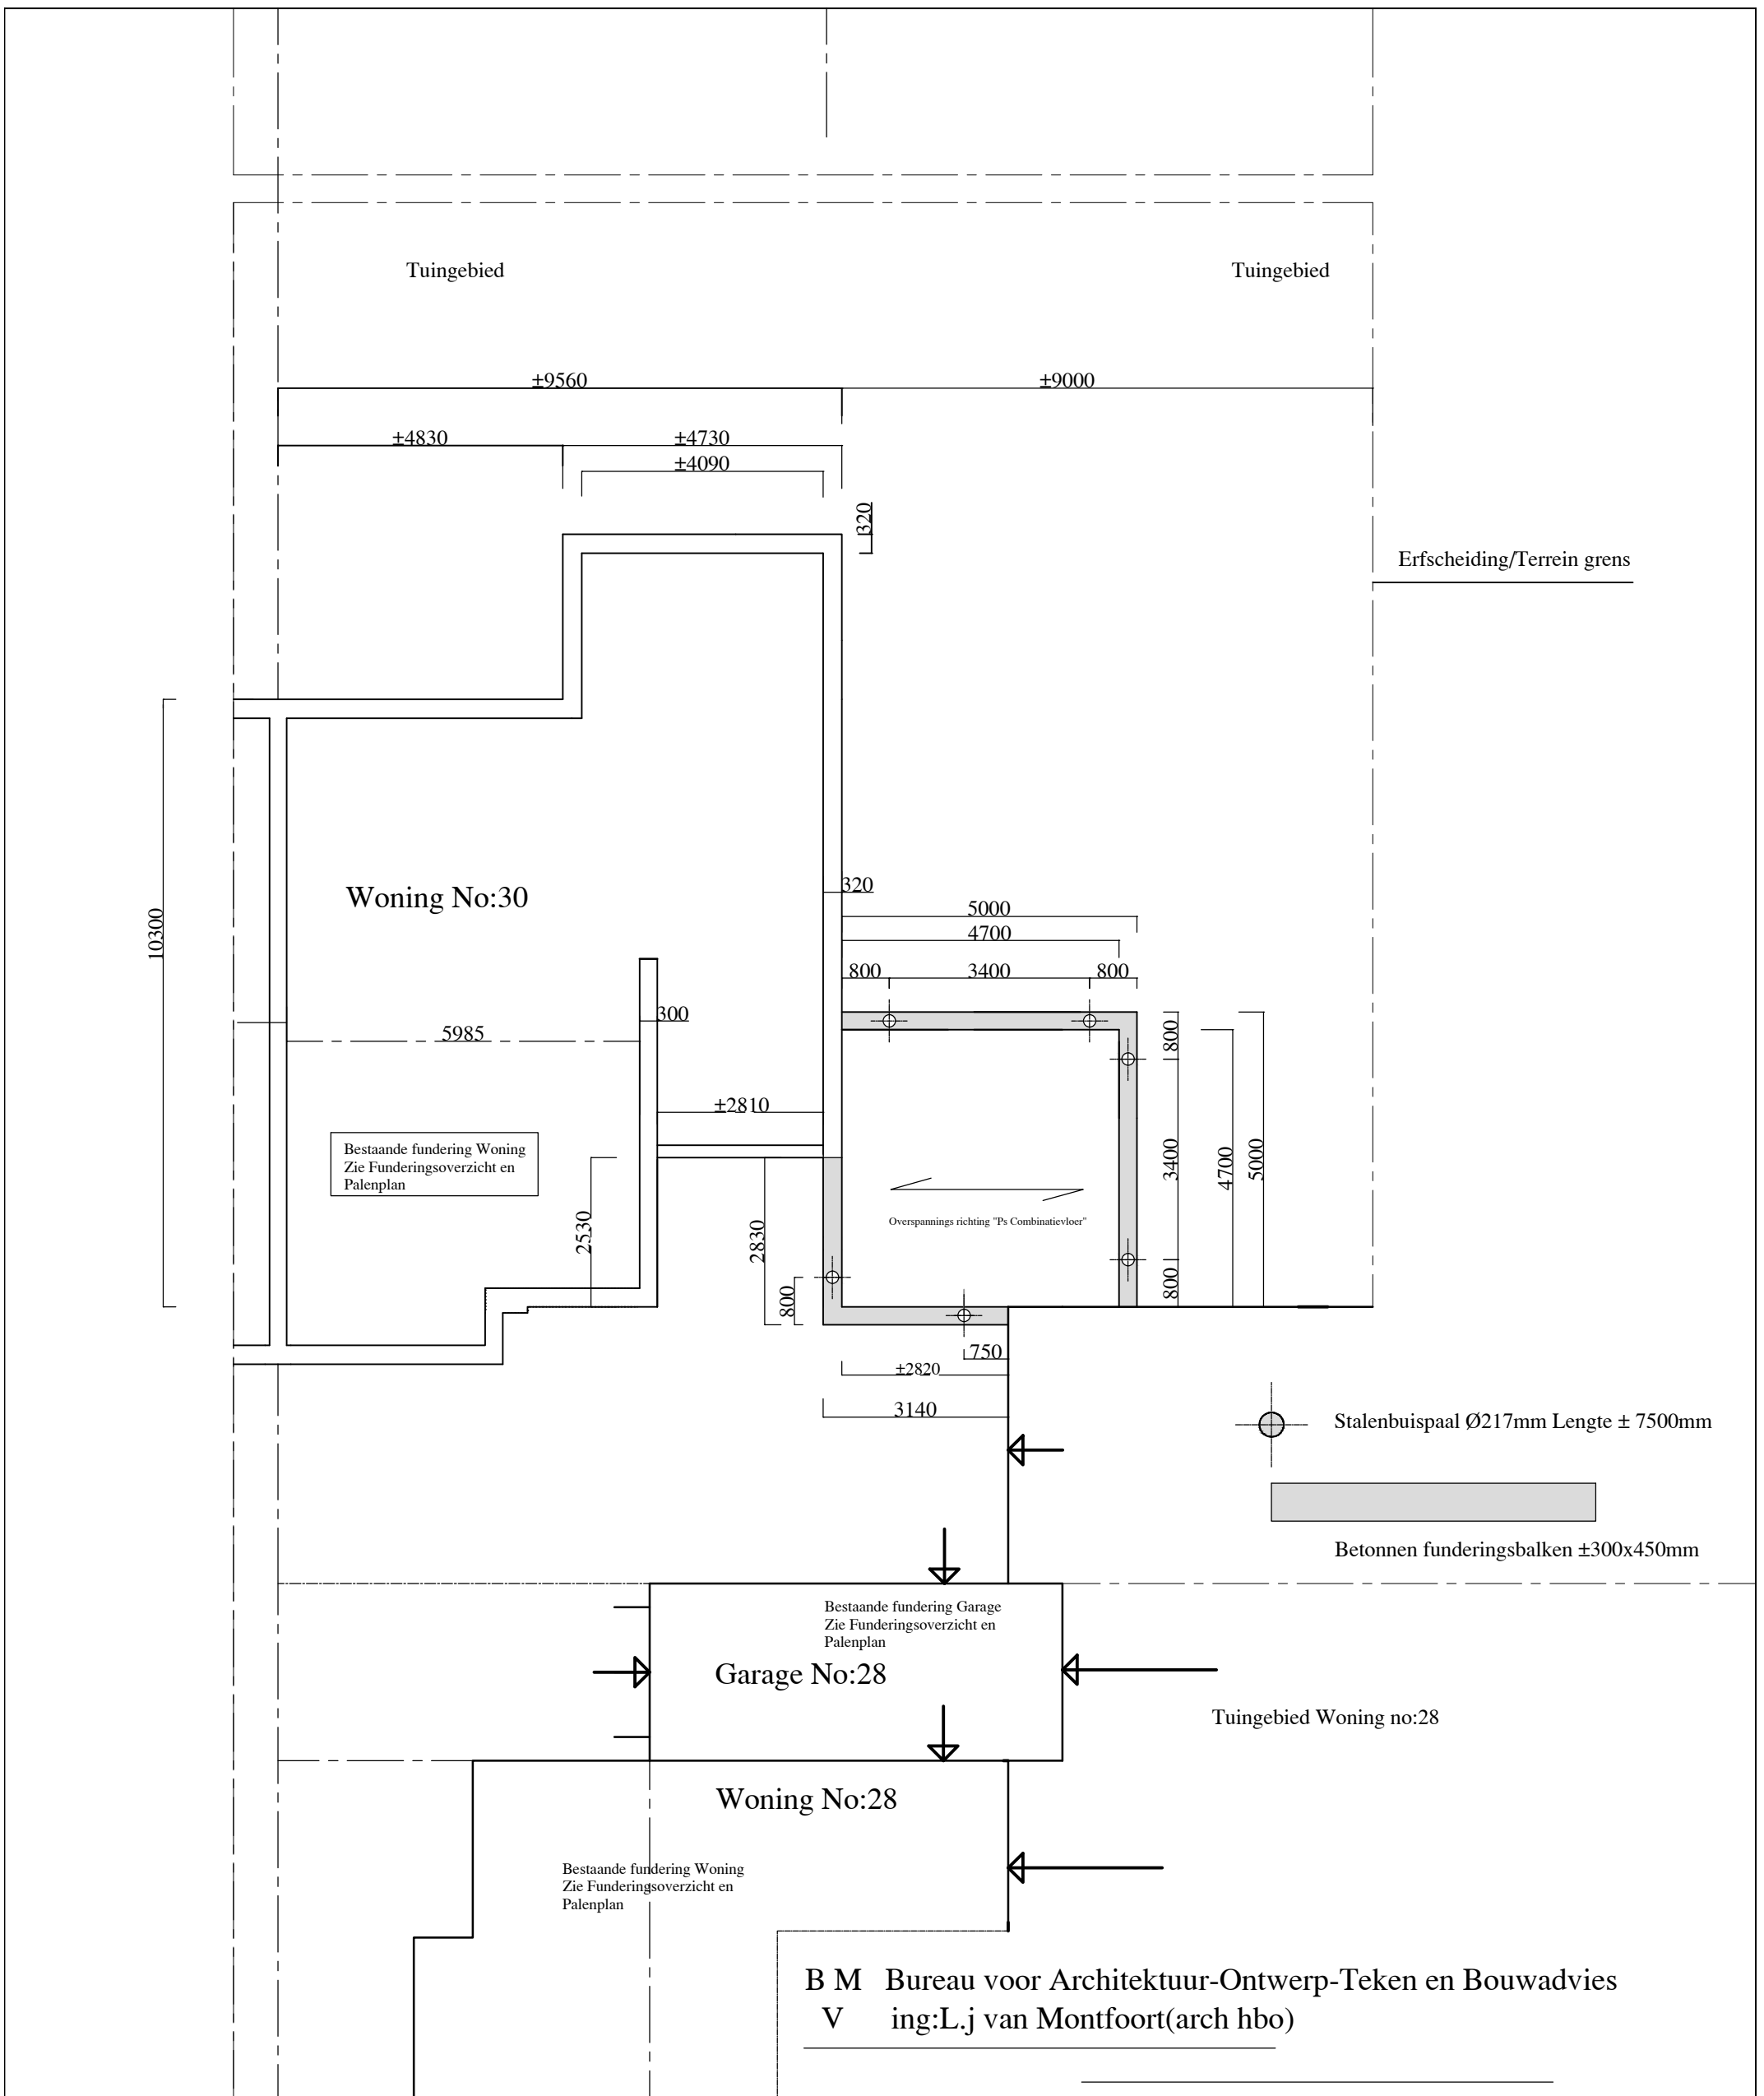 Tuingebied
Tuingebied
±9560
±9000
±4830
±4730
±4090
320
Erfscheiding/Terrein grens
Woning No:30
320
10300
5000
4700
800
3400
800
300
5985
800
±2810
3400
4700
5000
Bestaande fundering Woning
Zie Funderingsoverzicht en
Palenplan
2530
2830
Overspannings richting "Ps Combinatievloer"
800
800
750
±2820
3140
Stalenbuispaal Ø217mm Lengte ± 7500mm
Betonnen funderingsbalken ±300x450mm
Bestaande fundering Garage
Zie Funderingsoverzicht en
Palenplan
Garage No:28
Tuingebied Woning no:28
Woning No:28
Bestaande fundering Woning
Zie Funderingsoverzicht en
Palenplan
B M Bureau voor Architektuur-Ontwerp-Teken en Bouwadvies
V ing:L.j van Montfoort(arch hbo)